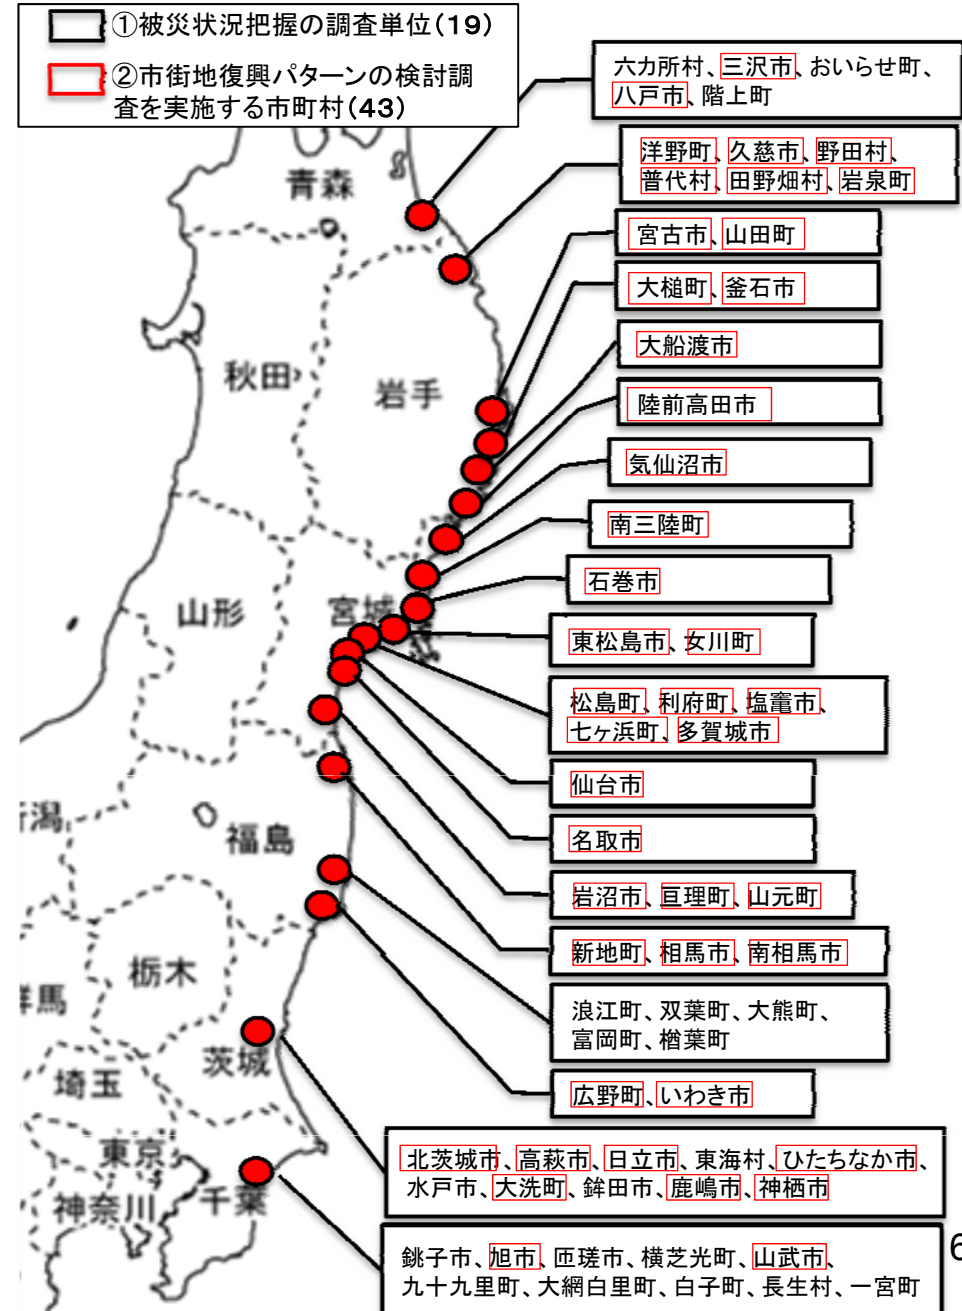 ①被災状況把握の調査単位(19)
②市街地復興パターンの検討調
査を実施する市町村(43)
六カ所村、三沢市、おいらせ町、
八戸市、階上町
洋野町、久慈市、野田村、
普代村、田野畑村、岩泉町
宮古市、山田町
大槌町、釜石市
大船渡市
陸前高田市
気仙沼市
南三陸町
石巻市
東松島市、女川町
松島町、利府町、塩竈市、
七ヶ浜町、多賀城市
仙台市
名取市
岩沼市、亘理町、山元町
新地町、相馬市、南相馬市
浪江町、双葉町、大熊町、
富岡町、楢葉町
広野町、いわき市
北茨城市、高萩市、日立市、東海村、ひたちなか市、
水戸市、大洗町、鉾田市、鹿嶋市、神栖市
銚子市、旭市、匝瑳市、横芝光町、山武市、
九十九里町、大網白里町、白子町、長生村、一宮町
青森
秋田
岩手
山形
宮城
潟
福島
栃木
馬
茨城
埼玉
東京
神奈川
千葉
6